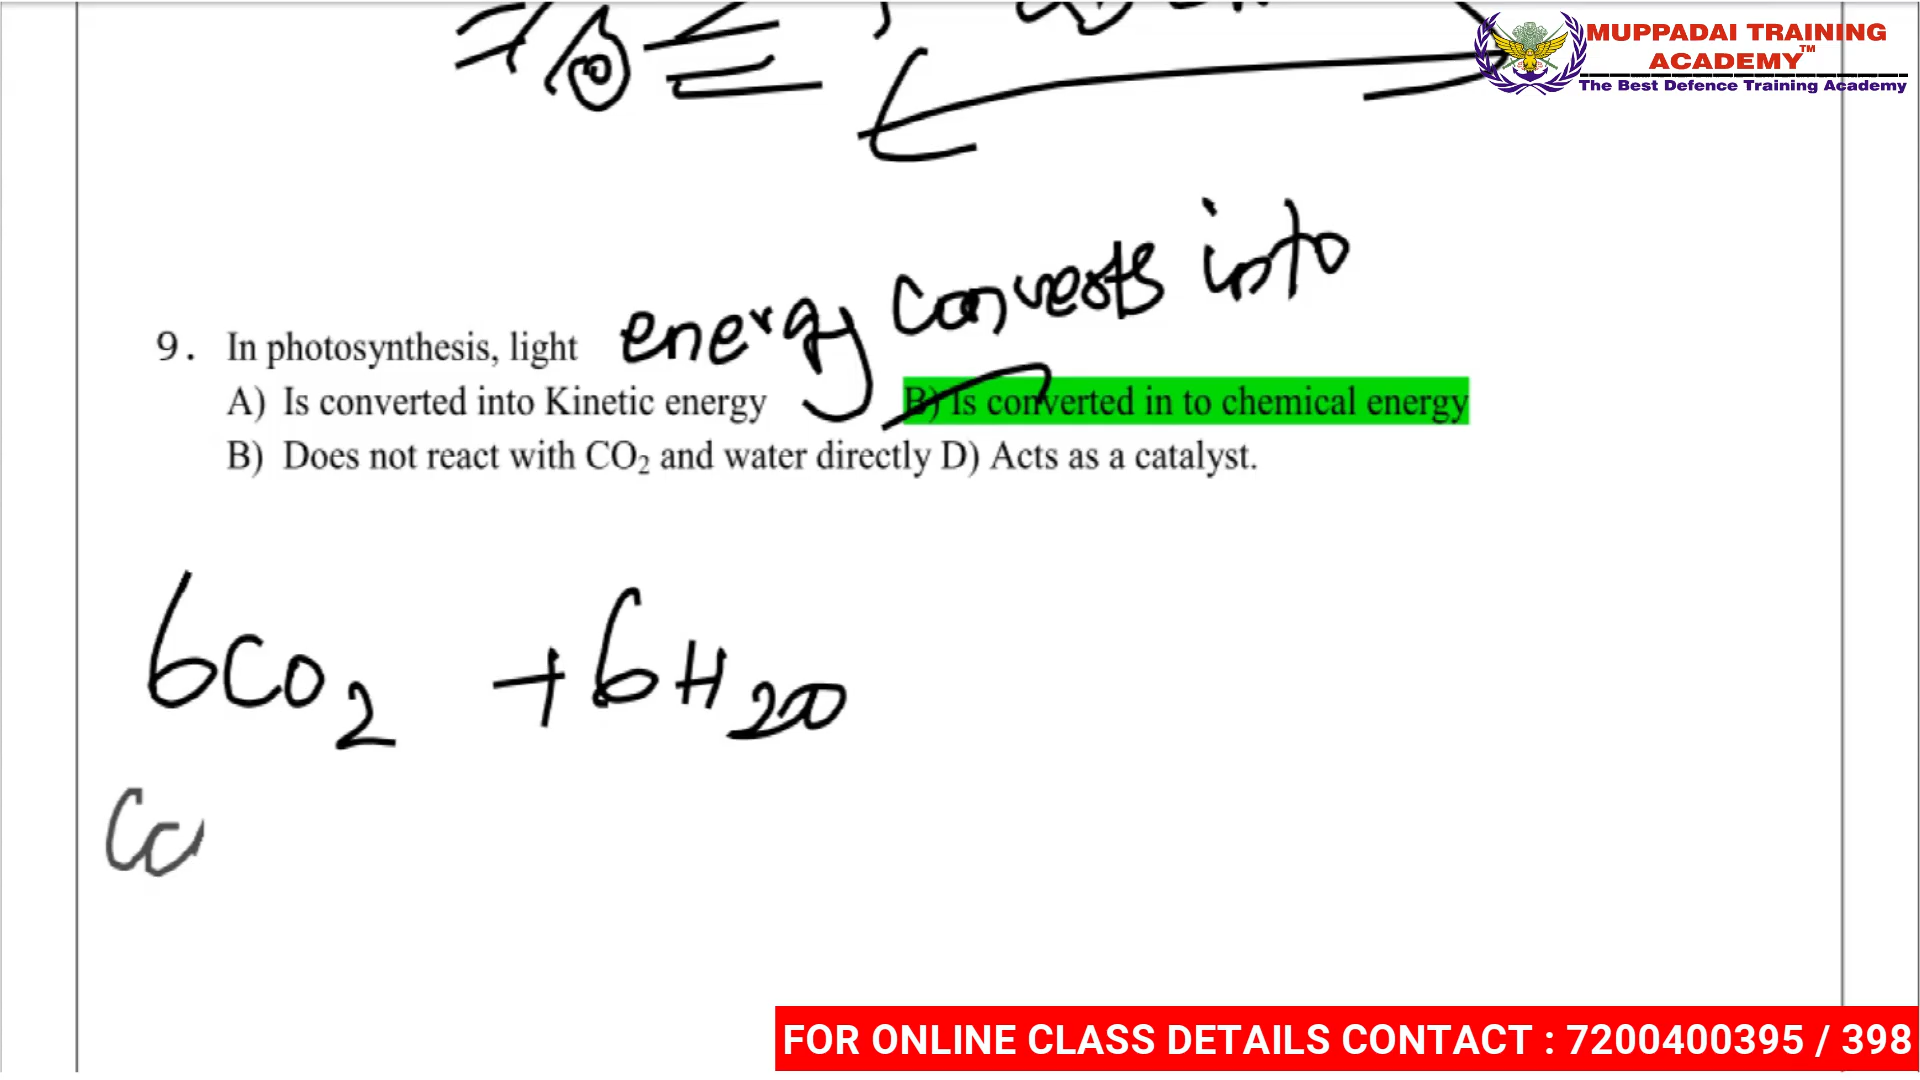 MUPPADAI TRAINING
ACADEMY™
The Best Defence Training Academy
energy converts into
9. In photosynthesis, light
A) Is converted into Kinetic energy B) Is converted in to chemical energy
B) Does not react with CO₂ and water directly D) Acts as a catalyst.
6CO₂ + 6H₂O
FOR ONLINE CLASS DETAILS CONTACT : 7200400395 / 398